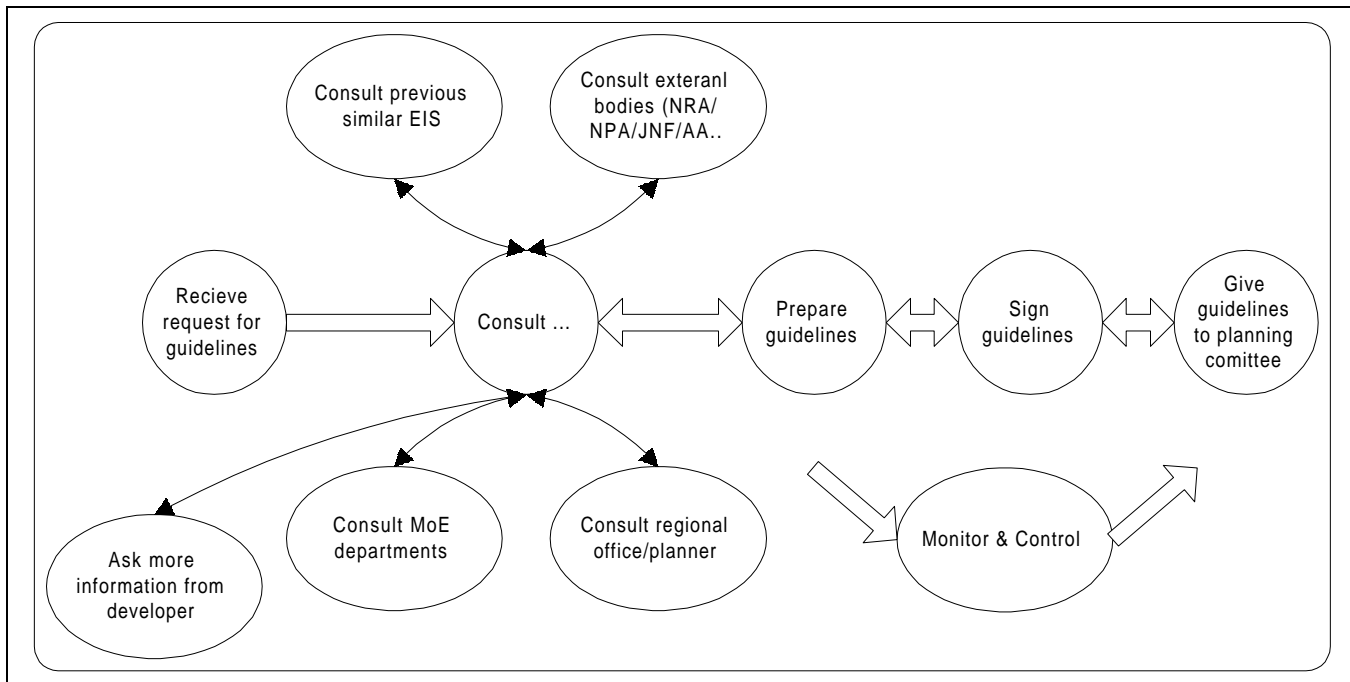 Consult previous
similar EIS
Consult exteranl
bodies (NRA/
NPA/JNF/AA..
Recieve
request for
guidelines
Consult ...
Prepare
guidelines
Sign
guidelines
Give
guidelines
to planning
comittee
Ask more
information from
developer
Consult MoE
departments
Consult regional
office/planner
Monitor & Control